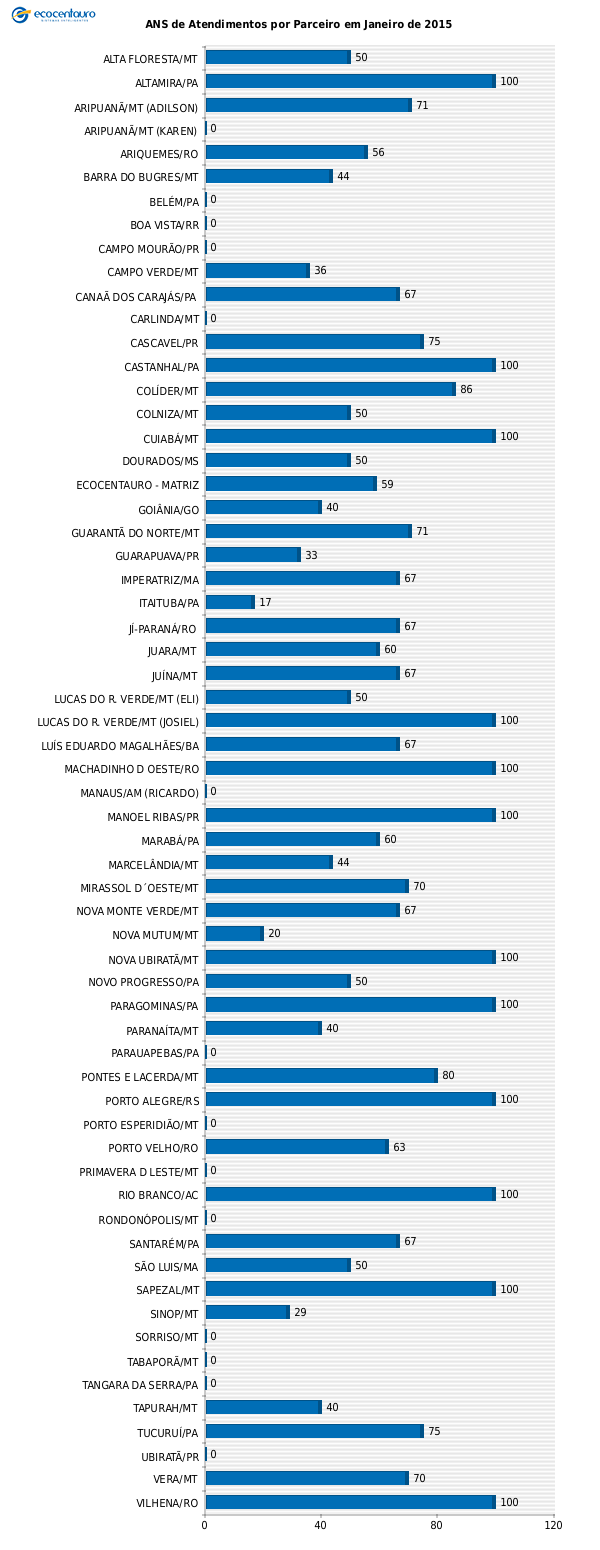 ecocentauro
ANS de Atendimentos por Parceiro em Janeiro de 2015
ALTA FLORESTA/MT 50
ALTAMIRA/PA 100
ARIPUANÃ/MT (ADILSON) 71
ARIPUANÃ/MT (KAREN) 0
ARIQUEMES/RO 56
BARRA DO BUGRES/MT 44
BELÉM/PA 0
BOA VISTA/RR 0
CAMPO MOURÃO/PR 0
CAMPO VERDE/MT 36
CANAÃ DOS CARAJÁS/PA 67
CARLINDA/MT 0
CASCAVEL/PR 75
CASTANHAL/PA 100
COLÍDER/MT 86
COLNIZA/MT 50
CUIABÁ/MT 100
DOURADOS/MS 50
ECOCENTAURO - MATRIZ 59
GOIÂNIA/GO 40
GUARANTÃ DO NORTE/MT 71
GUARAPUAVA/PR 33
IMPERATRIZ/MA 67
ITAITUBA/PA 17
JÍ-PARANÁ/RO 67
JUARA/MT 60
JUÍNA/MT 67
LUCAS DO R. VERDE/MT (ELI) 50
LUCAS DO R. VERDE/MT (JOSIEL) 100
LUÍS EDUARDO MAGALHÃES/BA 67
MACHADINHO D OESTE/RO 100
MANAUS/AM (RICARDO) 0
MANOEL RIBAS/PR 100
MARABÁ/PA 60
MARCELÂNDIA/MT 44
MIRASSOL D´OESTE/MT 70
NOVA MONTE VERDE/MT 67
NOVA MUTUM/MT 20
NOVA UBIRATÃ/MT 100
NOVO PROGRESSO/PA 50
PARAGOMINAS/PA 100
PARANAÍTA/MT 40
PARAUAPEBAS/PA 0
PONTES E LACERDA/MT 80
PORTO ALEGRE/RS 100
PORTO ESPERIDIÃO/MT 0
PORTO VELHO/RO 63
PRIMAVERA D LESTE/MT 0
RIO BRANCO/AC 100
RONDONÓPOLIS/MT 0
SANTARÉM/PA 67
SÃO LUIS/MA 50
SAPEZAL/MT 100
SINOP/MT 29
SORRISO/MT 0
TABAPORÃ/MT 0
TANGARA DA SERRA/PA 0
TAPURAH/MT 40
TUCURUÍ/PA 75
UBIRATÃ/PR 0
VERA/MT 70
VILHENA/RO 100
0 40 80 120